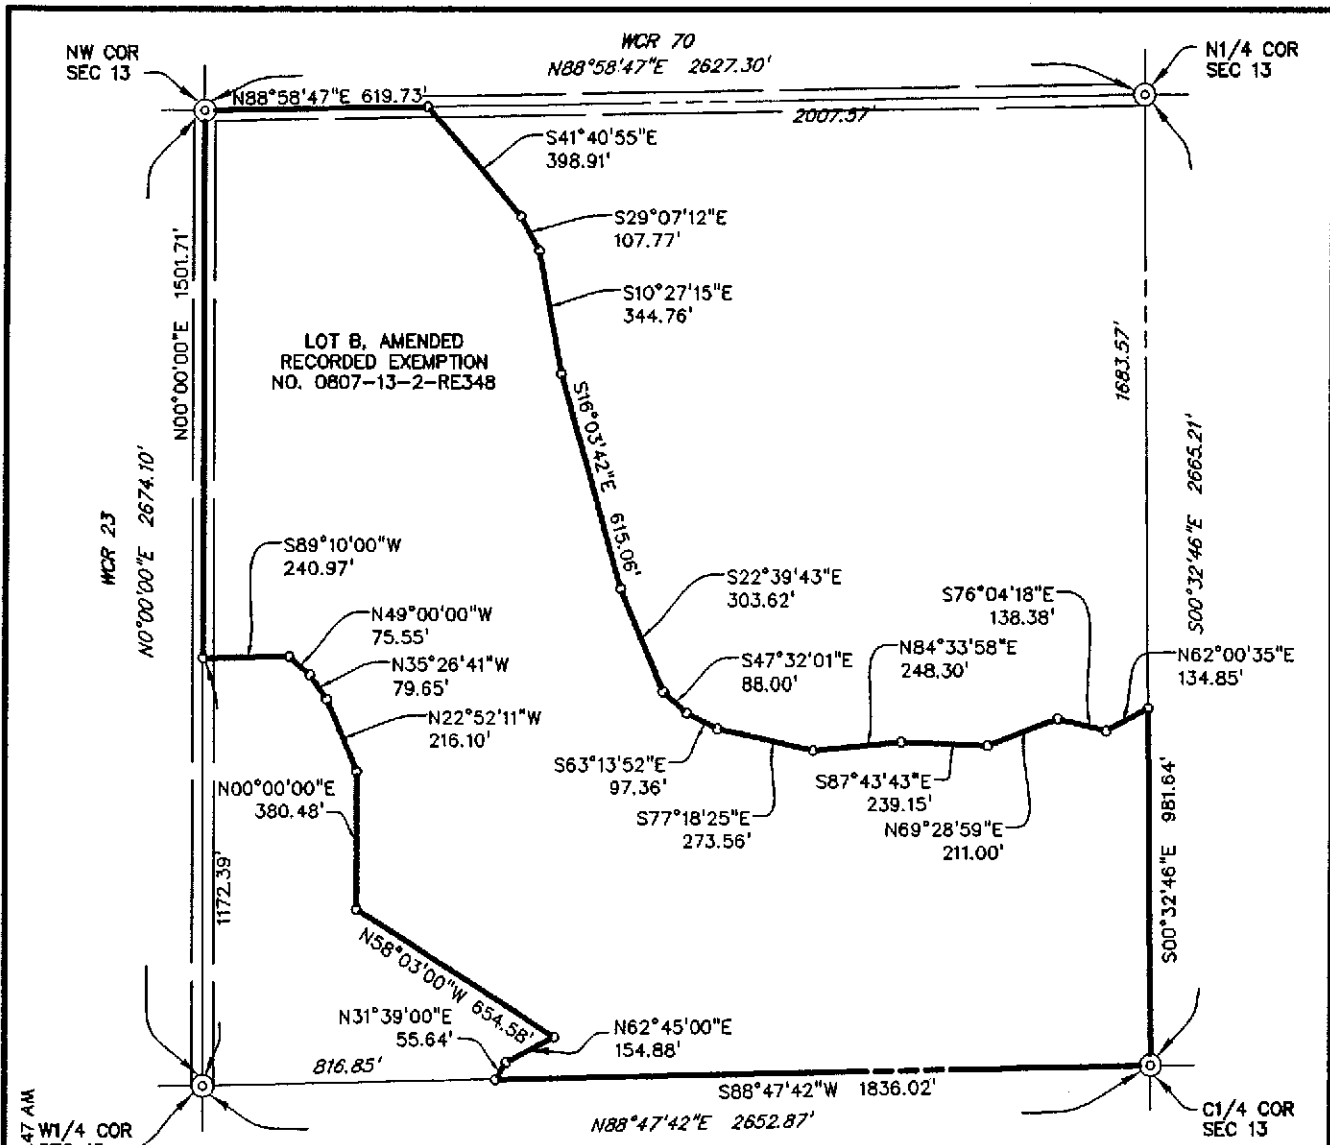 WCR 70
N88°58'47"E 2627.30'
NW COR
SEC 13
N1/4 COR
SEC 13
N88°58'47"E 619.73'
2007.57'
S41°40'55"E
398.91'
S29°07'12"E
107.77'
S10°27'15"E
344.76'
N00°00'00"E 1501.71'
LOT B, AMENDED
RECORDED EXEMPTION
NO. 0807-13-2-RE348
1683.57'
S16°03'42"E 615.06'
WCR 23
N0°00'00"E 2674.10'
S00°32'46"E 2665.21'
S89°10'00"W
240.97'
N49°00'00"W
75.55'
N35°26'41"W
79.65'
N22°52'11"W
216.10'
N00°00'00"E
380.48'
S22°39'43"E
303.62'
S47°32'01"E
88.00'
S63°13'52"E
97.36'
S77°18'25"E
273.56'
N84°33'58"E
248.30'
S87°43'43"E
239.15'
N69°28'59"E
211.00'
S76°04'18"E
138.38'
N62°00'35"E
134.85'
1172.39'
S00°32'46"E 981.64'
N58°03'00"W 654.58'
N31°39'00"E
55.64'
N62°45'00"E
154.88'
816.85'
S88°47'42"W 1836.02'
N88°47'42"E 2652.87'
W1/4 COR
C1/4 COR
SEC 13
47 AM